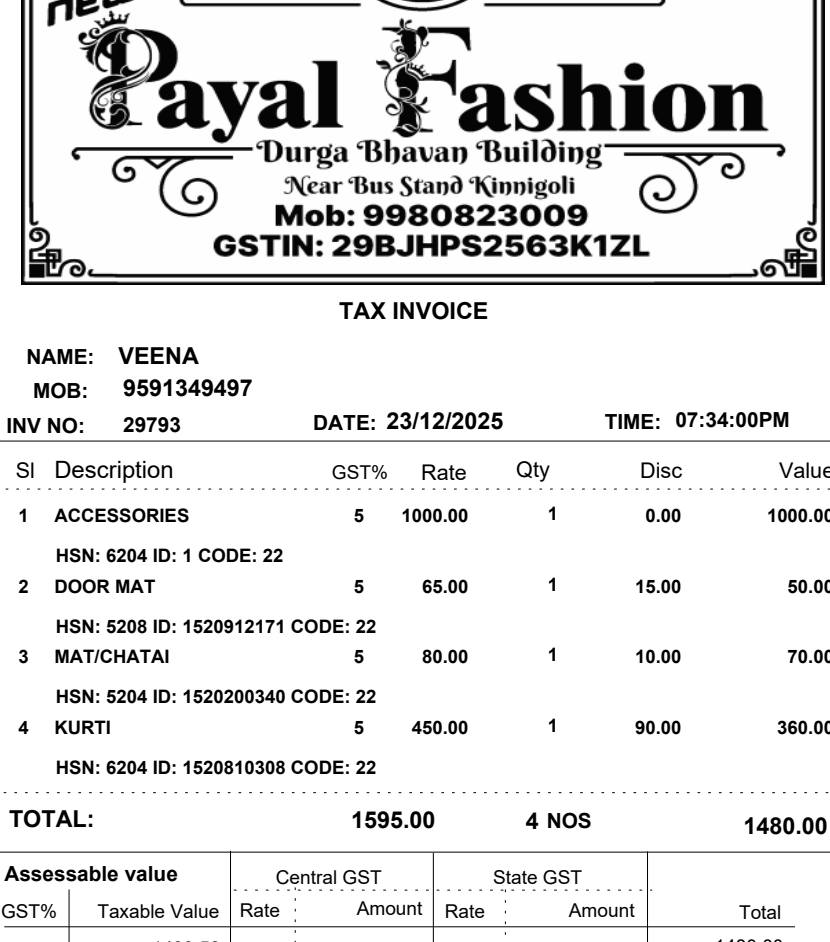 new
Payal Fashion
Durga Bhavan Building
Near Bus Stand Kinnigoli
Mob: 9980823009
GSTIN: 29BJHPS2563K1ZL
TAX INVOICE
NAME: VEENA
MOB: 9591349497
INV NO: 29793 DATE: 23/12/2025 TIME: 07:34:00PM
Sl Description GST% Rate Qty Disc Value
1 ACCESSORIES 5 1000.00 1 0.00 1000.00
HSN: 6204 ID: 1 CODE: 22
2 DOOR MAT 5 65.00 1 15.00 50.00
HSN: 5208 ID: 1520912171 CODE: 22
3 MAT/CHATAI 5 80.00 1 10.00 70.00
HSN: 5204 ID: 1520200340 CODE: 22
4 KURTI 5 450.00 1 90.00 360.00
HSN: 6204 ID: 1520810308 CODE: 22
TOTAL: 1595.00 4 NOS 1480.00
Assessable value Central GST State GST
GST% Taxable Value Rate Amount Rate Amount Total